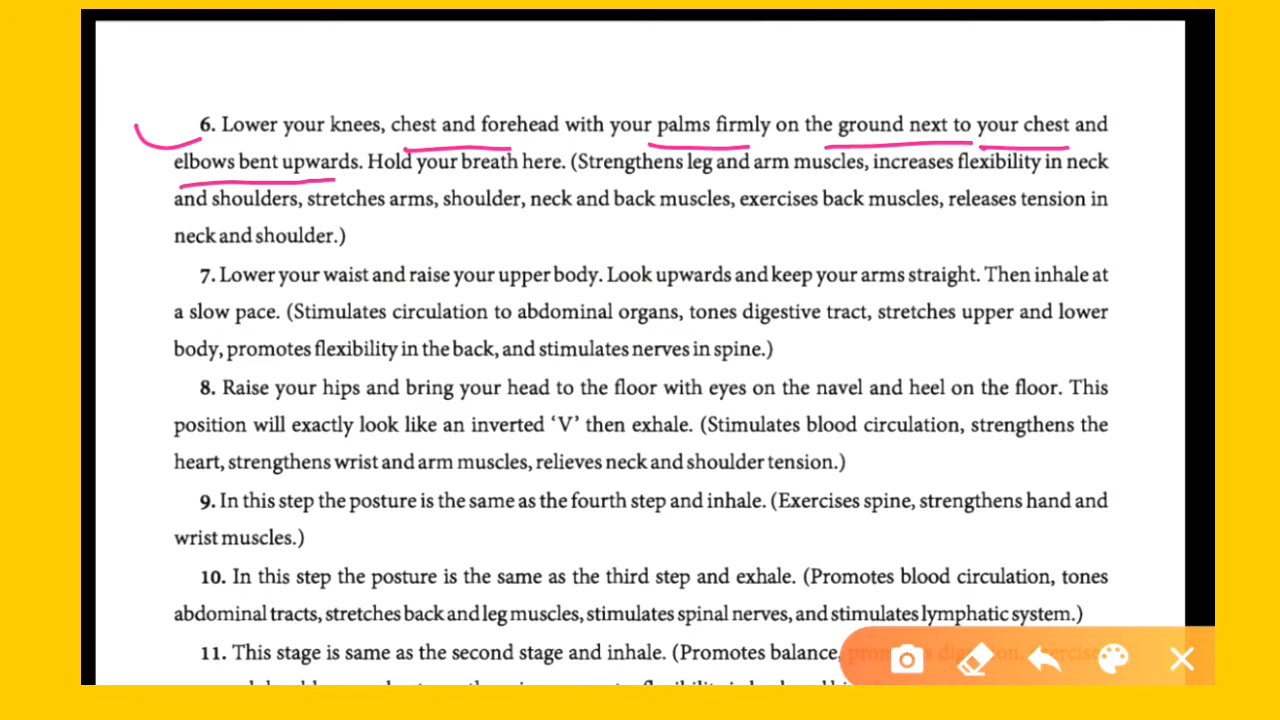 6. Lower your knees, chest and forehead with your palms firmly on the ground next to your chest and
elbows bent upwards. Hold your breath here. (Strengthens leg and arm muscles, increases flexibility in neck
and shoulders, stretches arms, shoulder, neck and back muscles, exercises back muscles, releases tension in
neck and shoulder.)
7. Lower your waist and raise your upper body. Look upwards and keep your arms straight. Then inhale at
a slow pace. (Stimulates circulation to abdominal organs, tones digestive tract, stretches upper and lower
body, promotes flexibility in the back, and stimulates nerves in spine.)
8. Raise your hips and bring your head to the floor with eyes on the navel and heel on the floor. This
position will exactly look like an inverted ‘V’ then exhale. (Stimulates blood circulation, strengthens the
heart, strengthens wrist and arm muscles, relieves neck and shoulder tension.)
9. In this step the posture is the same as the fourth step and inhale. (Exercises spine, strengthens hand and
wrist muscles.)
10. In this step the posture is the same as the third step and exhale. (Promotes blood circulation, tones
abdominal tracts, stretches back and leg muscles, stimulates spinal nerves, and stimulates lymphatic system.)
11. This stage is same as the second stage and inhale. (Promotes balance,